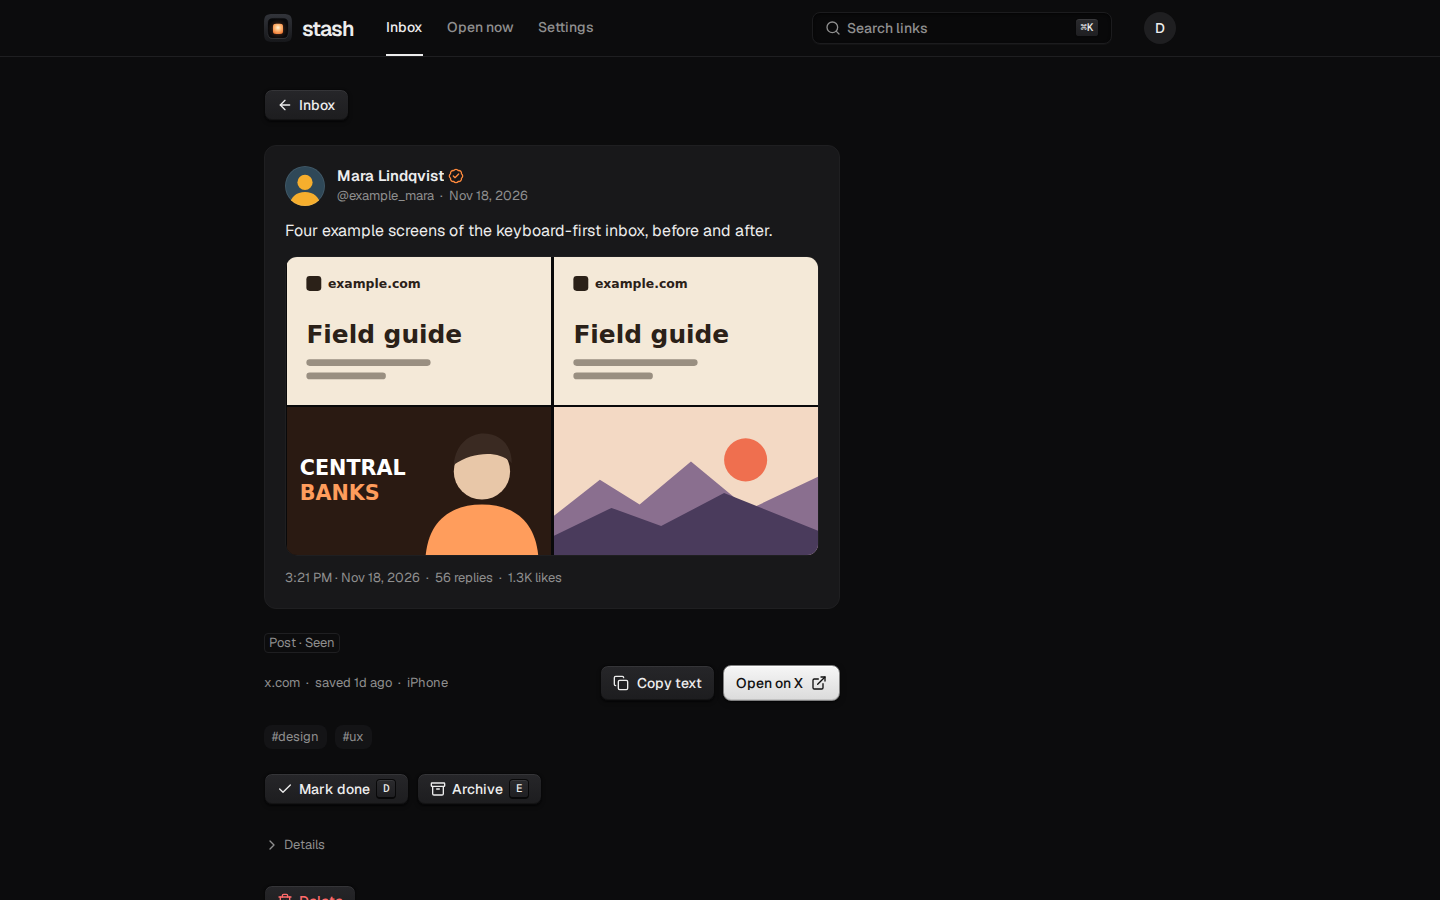 stash
Inbox
Open now
Settings
Search links
⌘K
D
Inbox
Mara Lindqvist
@example_mara · Nov 18, 2026
Four example screens of the keyboard-first inbox, before and after.
example.com
Field guide
example.com
Field guide
CENTRAL
BANKS
3:21 PM · Nov 18, 2026 · 56 replies · 1.3K likes
Post · Seen
x.com · saved 1d ago · iPhone
Copy text
Open on X
#design
#ux
Mark done D
Archive E
Details
Delete